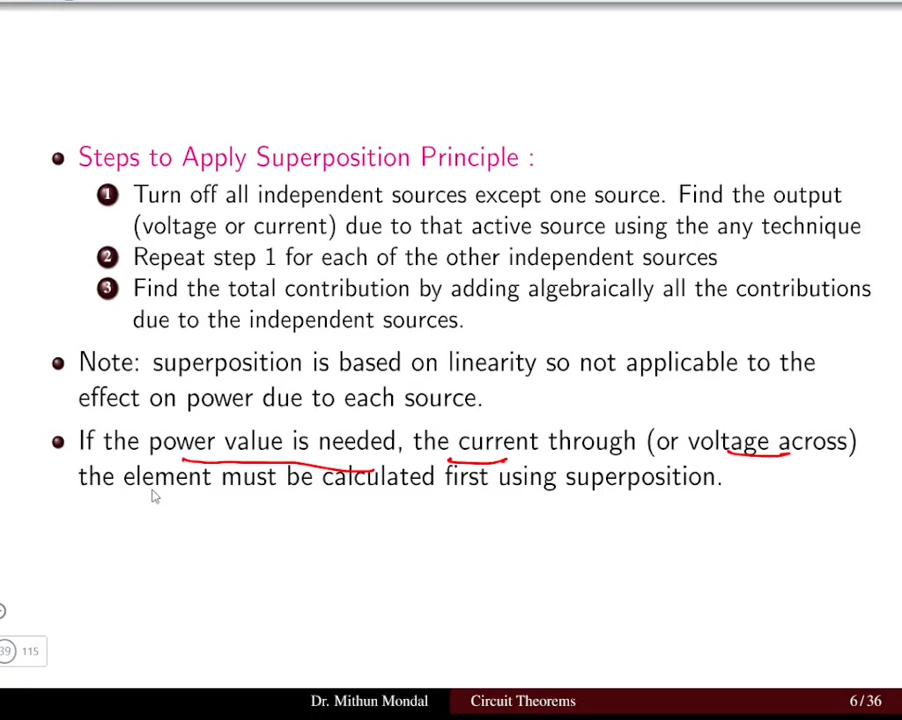 Steps to Apply Superposition Principle :
1 Turn off all independent sources except one source. Find the output
(voltage or current) due to that active source using the any technique
2 Repeat step 1 for each of the other independent sources
3 Find the total contribution by adding algebraically all the contributions
due to the independent sources.
Note: superposition is based on linearity so not applicable to the
effect on power due to each source.
If the power value is needed, the current through (or voltage across)
the element must be calculated first using superposition.
39 115
Dr. Mithun Mondal Circuit Theorems 6/36